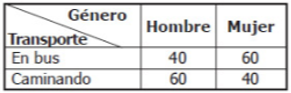 Género
Transporte
Hombre Mujer
En bus 40 60
Caminando 60 40